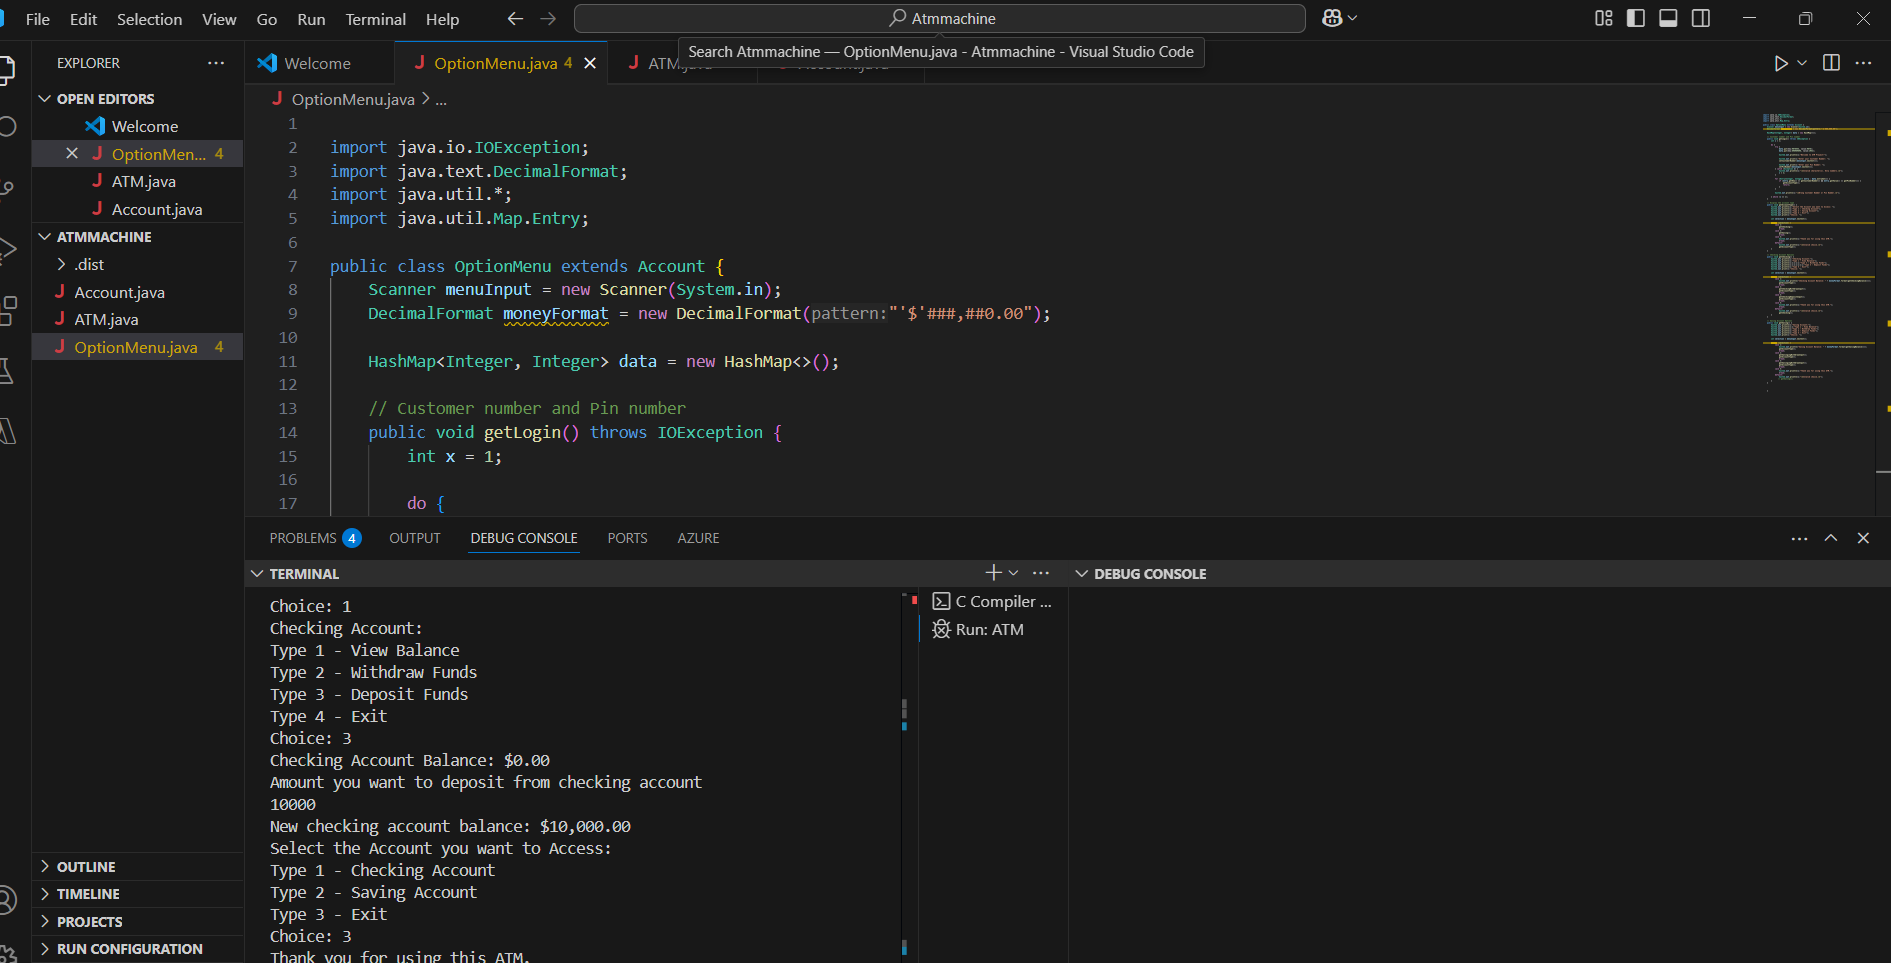 File Edit Selection View Go Run Terminal Help
Atmmachine
Search Atmmachine — OptionMenu.java - Atmmachine - Visual Studio Code
EXPLORER
OPEN EDITORS
Welcome
OptionMen... 4
ATM.java
Account.java
ATMMACHINE
.dist
Account.java
ATM.java
OptionMenu.java 4
OUTLINE
TIMELINE
PROJECTS
RUN CONFIGURATION
Welcome
OptionMenu.java 4
OptionMenu.java > ...
1
2 import java.io.IOException;
3 import java.text.DecimalFormat;
4 import java.util.*;
5 import java.util.Map.Entry;
6
7 public class OptionMenu extends Account {
8 Scanner menuInput = new Scanner(System.in);
9 DecimalFormat moneyFormat = new DecimalFormat(pattern:"'$'###,##0.00");
10
11 HashMap<Integer, Integer> data = new HashMap<>();
12
13 // Customer number and Pin number
14 public void getLogin() throws IOException {
15 int x = 1;
16
17 do {
PROBLEMS 4 OUTPUT DEBUG CONSOLE PORTS AZURE
TERMINAL
Choice: 1
Checking Account:
Type 1 - View Balance
Type 2 - Withdraw Funds
Type 3 - Deposit Funds
Type 4 - Exit
Choice: 3
Checking Account Balance: $0.00
Amount you want to deposit from checking account
10000
New checking account balance: $10,000.00
Select the Account you want to Access:
Type 1 - Checking Account
Type 2 - Saving Account
Type 3 - Exit
Choice: 3
Thank you for using this ATM.
C Compiler ...
Run: ATM
DEBUG CONSOLE